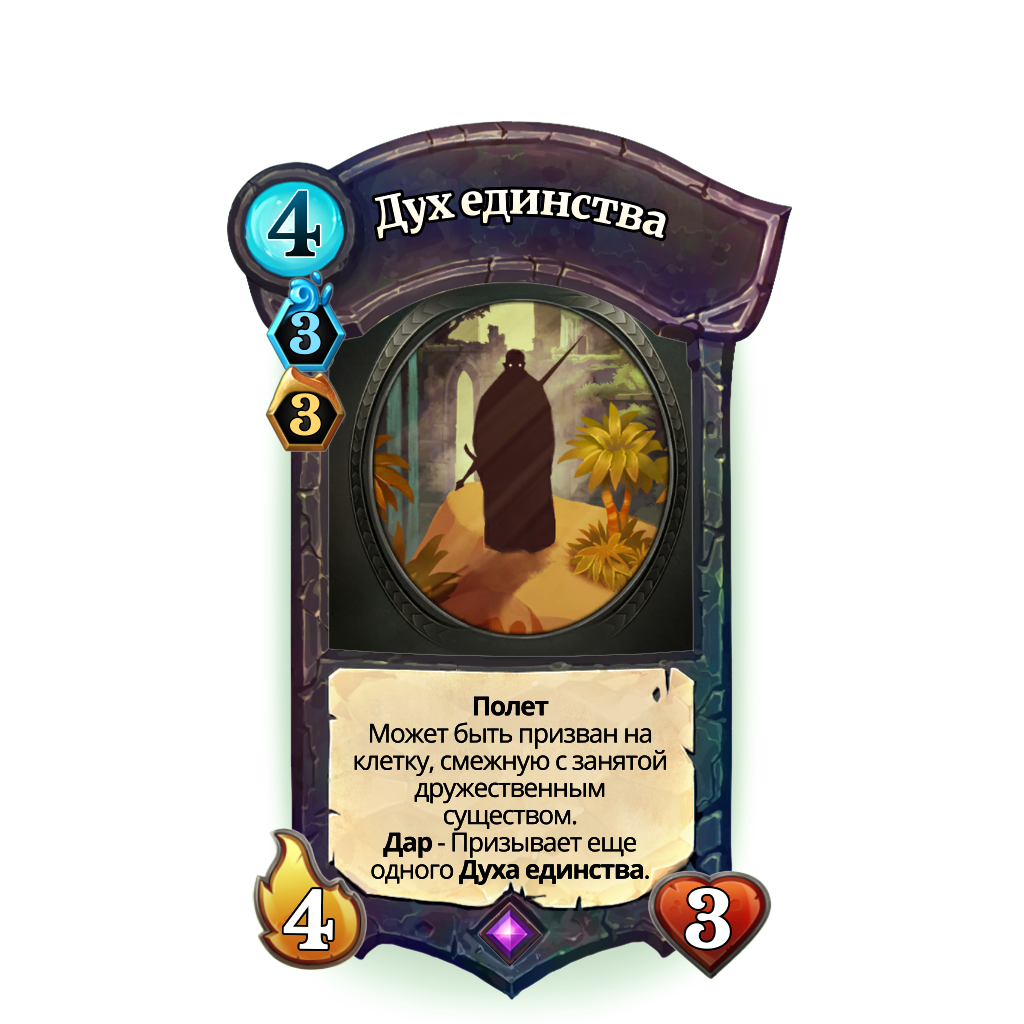 4
Дух единства
3
3
Полет
Может быть призван на
клетку, смежную с занятой
дружественным
существом.
Дар - Призывает еще
одного Духа единства.
4
3